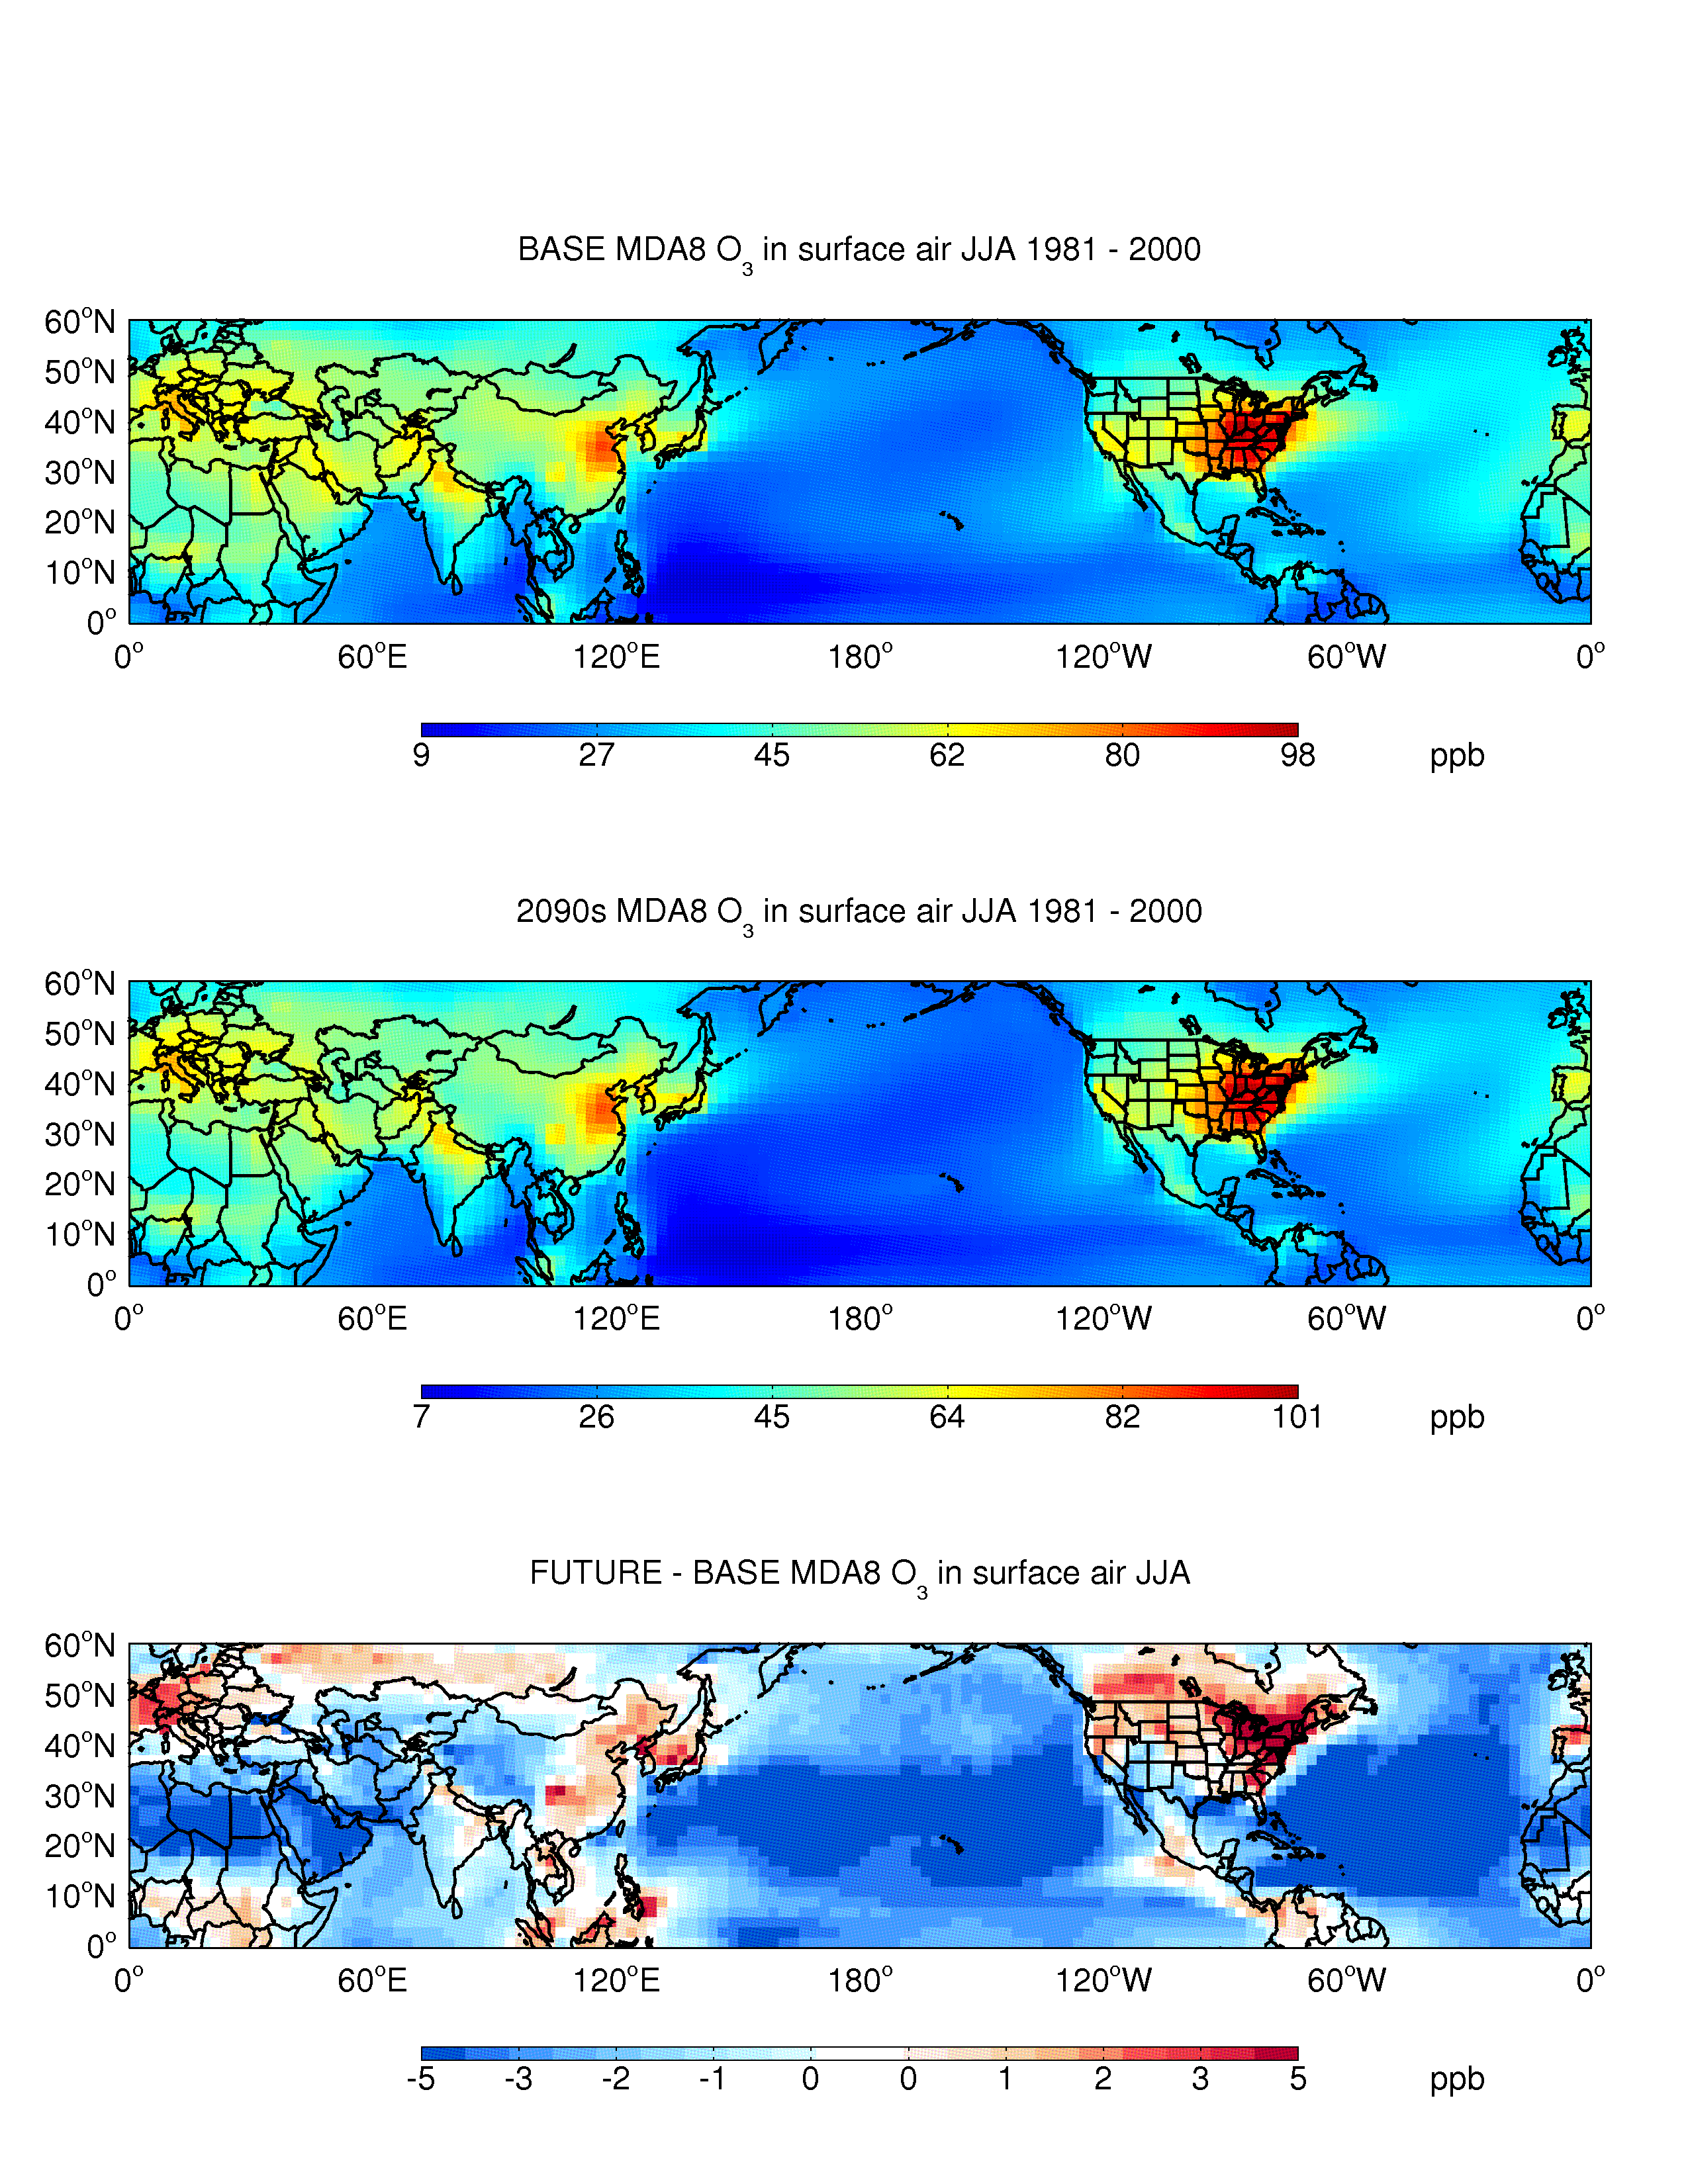 BASE MDA8 O3 in surface air JJA 1981 - 2000
60°N
50°N
40°N
30°N
20°N
10°N
0°
0° 60°E 120°E 180° 120°W 60°W 0°
9 27 45 62 80 98 ppb
2090s MDA8 O3 in surface air JJA 1981 - 2000
60°N
50°N
40°N
30°N
20°N
10°N
0°
0° 60°E 120°E 180° 120°W 60°W 0°
7 26 45 64 82 101 ppb
FUTURE - BASE MDA8 O3 in surface air JJA
60°N
50°N
40°N
30°N
20°N
10°N
0°
0° 60°E 120°E 180° 120°W 60°W 0°
-5 -3 -2 -1 0 0 1 2 3 5 ppb